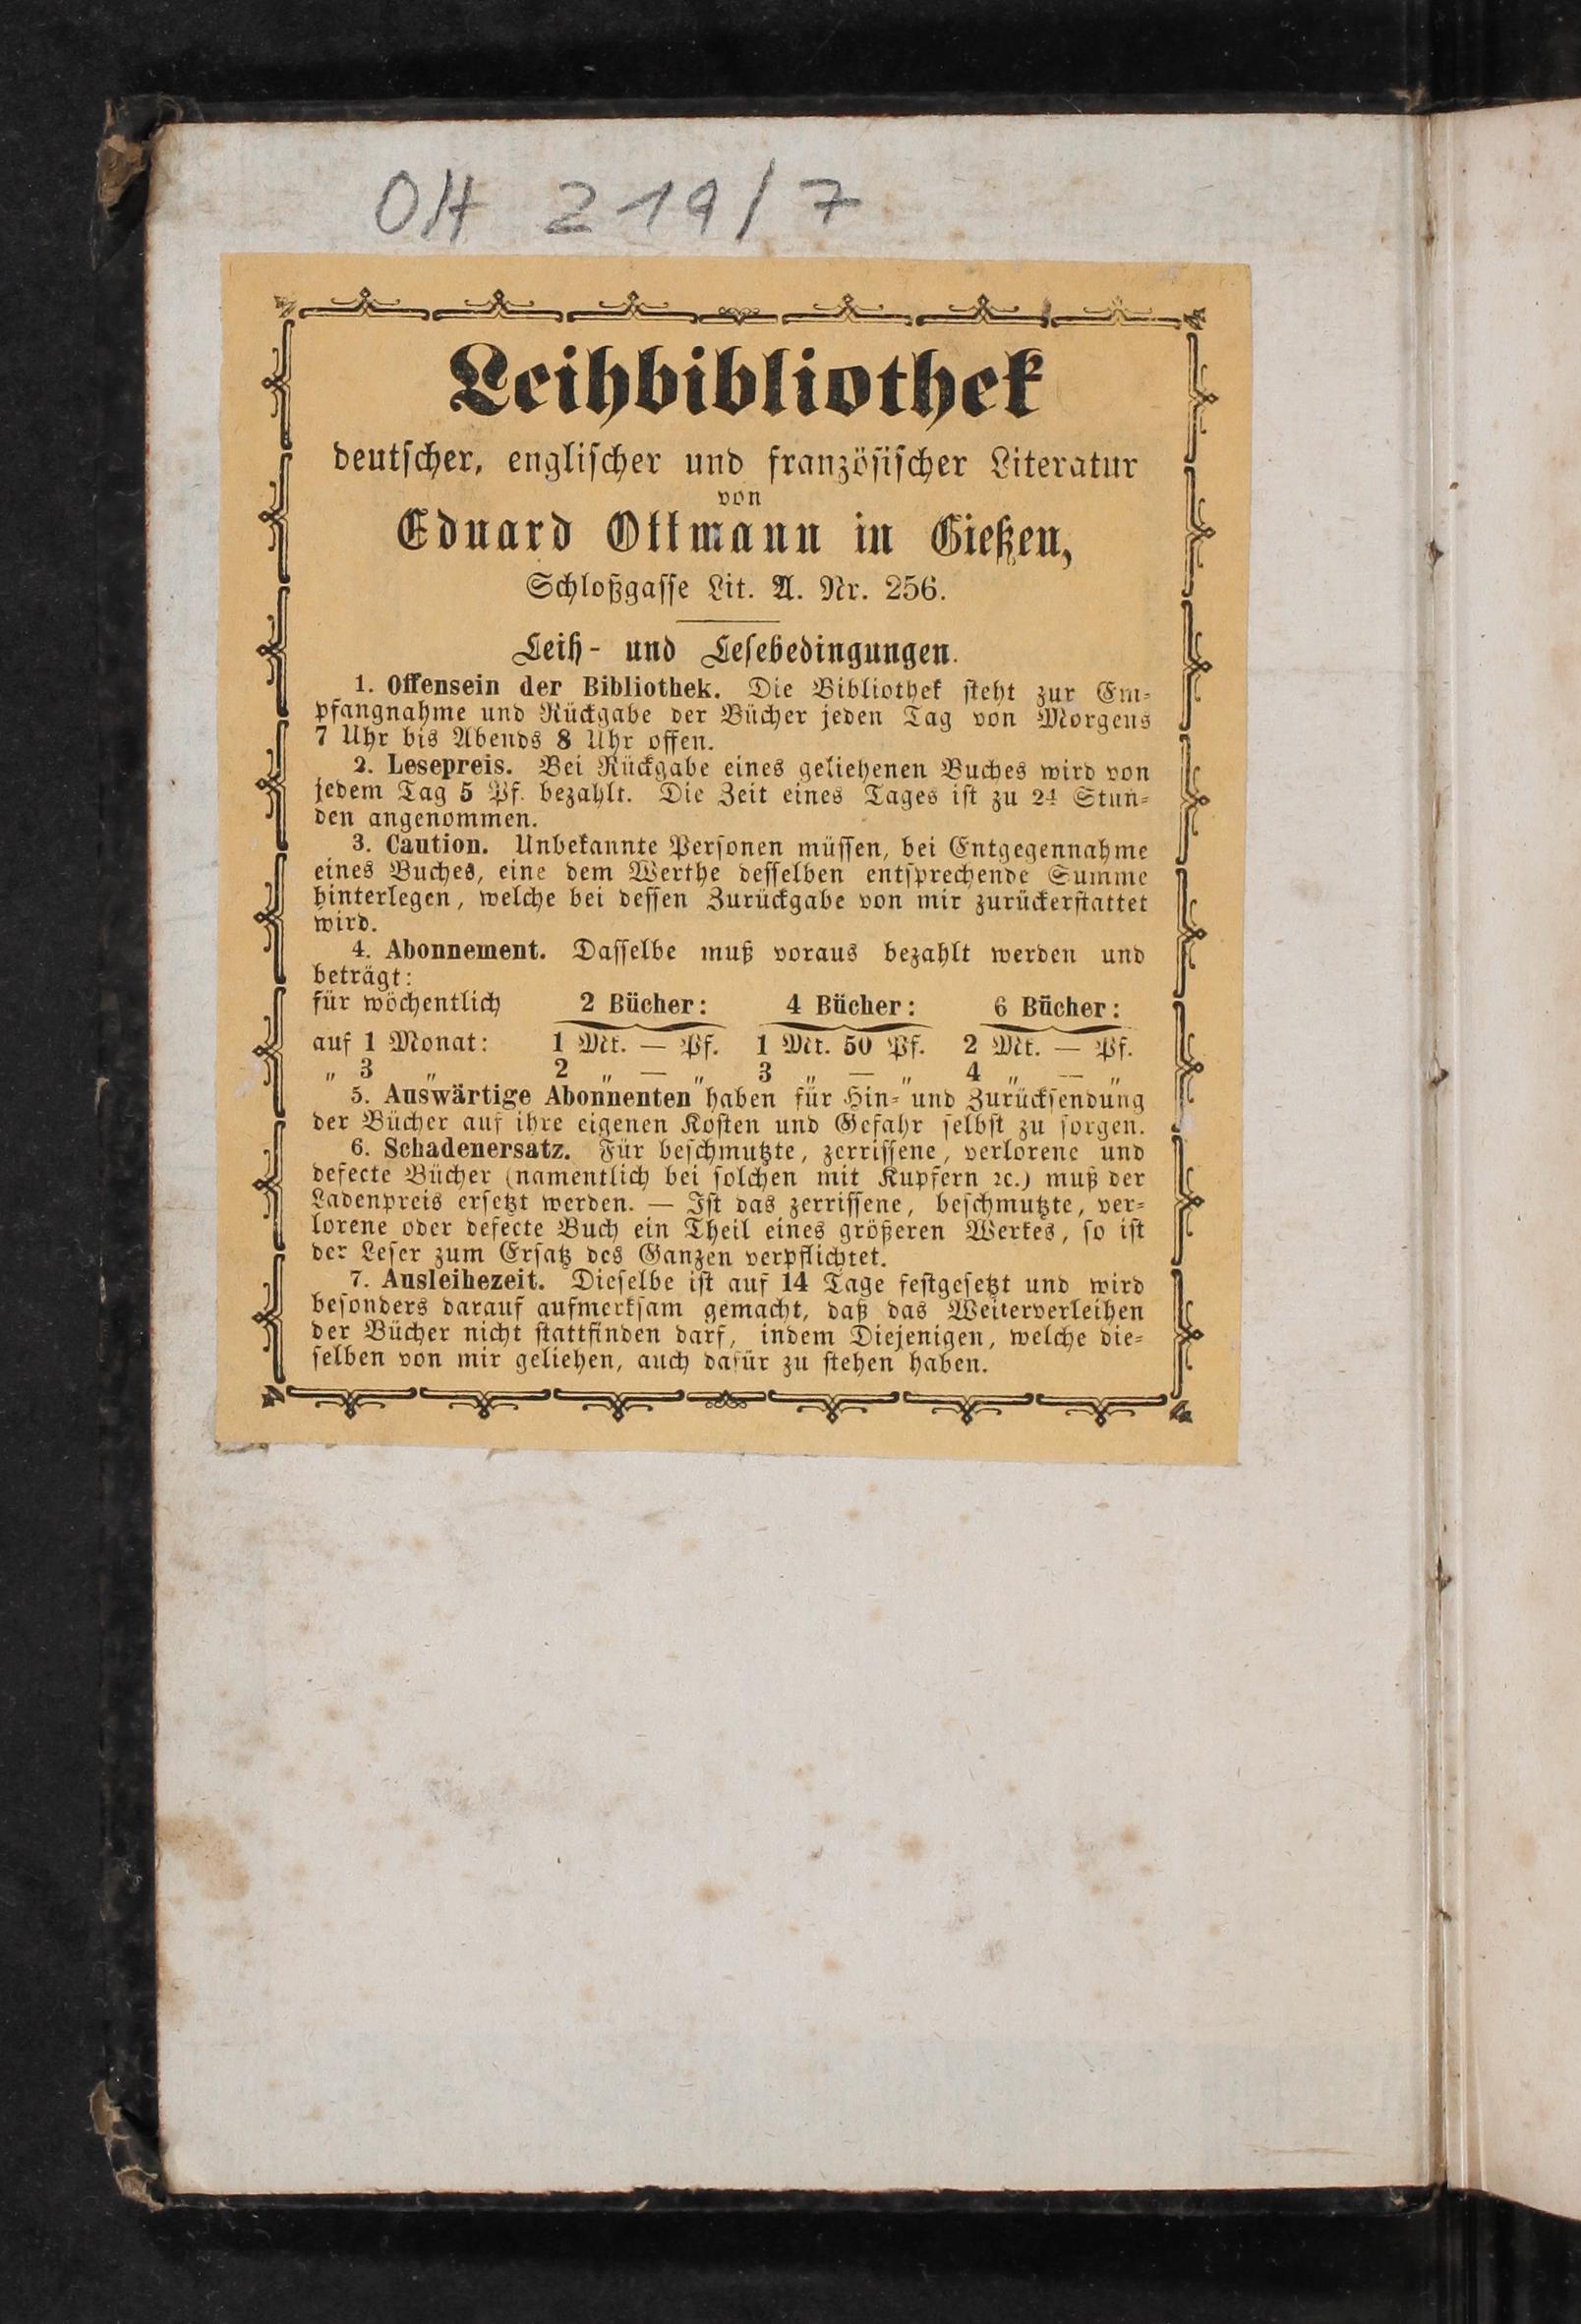 OH 219/7
Leihbibliothek
deutſcher, engliſcher und franzöſiſcher Literatur
von
Eduard Ottmann in Gießen,
Schloßgaſſe Lit. A. Nr. 256.
Leih- und Leſebedingungen.
1. Offensein der Bibliothek. Die Bibliothek ſteht zur Em-
pfangnahme und Rückgabe der Bücher jeden Tag von Morgens
7 Uhr bis Abends 8 Uhr offen.
2. Lesepreis. Bei Rückgabe eines geliehenen Buches wird von
jedem Tag 5 Pf. bezahlt. Die Zeit eines Tages iſt zu 24 Stun-
den angenommen.
3. Caution. Unbekannte Perſonen müſſen, bei Entgegennahme
eines Buches, eine dem Werthe deſſelben entſprechende Summe
hinterlegen, welche bei deſſen Zurückgabe von mir zurückerſtattet
wird.
4. Abonnement. Daſſelbe muß voraus bezahlt werden und
beträgt:
für wöchentlich 2 Bücher: 4 Bücher: 6 Bücher:
auf 1 Monat: 1 Mk. — Pf. 1 Mk. 50 Pf. 2 Mk. — Pf.
„ 3 „ 2 „ — „ 3 „ — „ 4 „ — „
5. Auswärtige Abonnenten haben für Hin- und Zurückſendung
der Bücher auf ihre eigenen Koſten und Gefahr ſelbſt zu ſorgen.
6. Schadenersatz. Für beſchmutzte, zerriſſene, verlorene und
defecte Bücher (namentlich bei ſolchen mit Kupfern ꝛc.) muß der
Ladenpreis erſetzt werden. — Iſt das zerriſſene, beſchmutzte, ver-
lorene oder defecte Buch ein Theil eines größeren Werkes, ſo iſt
der Leſer zum Erſatz des Ganzen verpflichtet.
7. Ausleihezeit. Dieſelbe iſt auf 14 Tage feſtgeſetzt und wird
beſonders darauf aufmerkſam gemacht, daß das Weiterverleihen
der Bücher nicht ſtattfinden darf, indem Diejenigen, welche die-
ſelben von mir geliehen, auch dafür zu ſtehen haben.